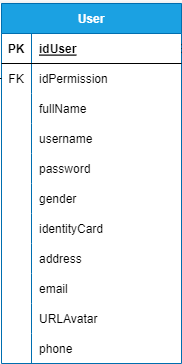 User
PK idUser
FK idPermission
fullName
username
password
gender
identityCard
address
email
URLAvatar
phone